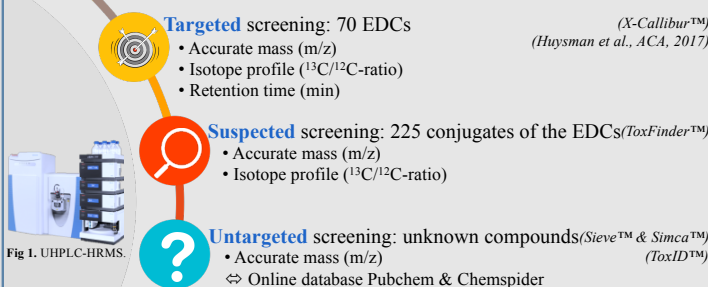 Targeted screening: 70 EDCs (X-Callibur™)
(Huysman et al., ACA, 2017)
• Accurate mass (m/z)
• Isotope profile (¹³C/¹²C-ratio)
• Retention time (min)
Suspected screening: 225 conjugates of the EDCs(ToxFinder™)
• Accurate mass (m/z)
• Isotope profile (¹³C/¹²C-ratio)
Fig 1. UHPLC-HRMS.
?
Untargeted screening: unknown compounds(Sieve™ & Simca™)
• Accurate mass (m/z) (ToxID™)
⇔ Online database Pubchem & Chemspider